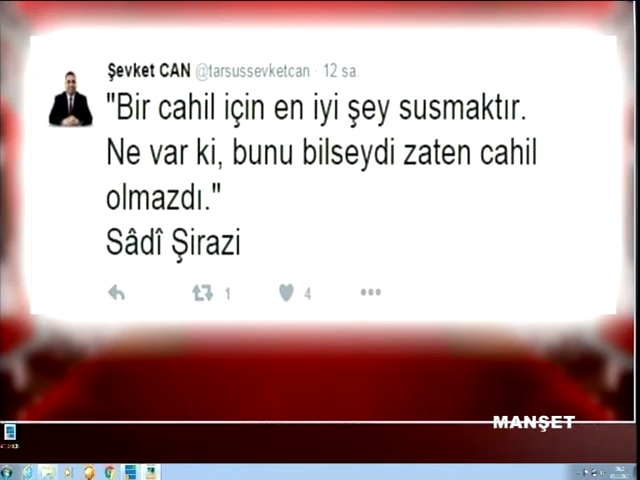 Şevket CAN @tarsussevketcan · 12 sa.
"Bir cahil için en iyi şey susmaktır.
Ne var ki, bunu bilseydi zaten cahil
olmazdı."
Sâdî Şirazi
1 4
MANŞET